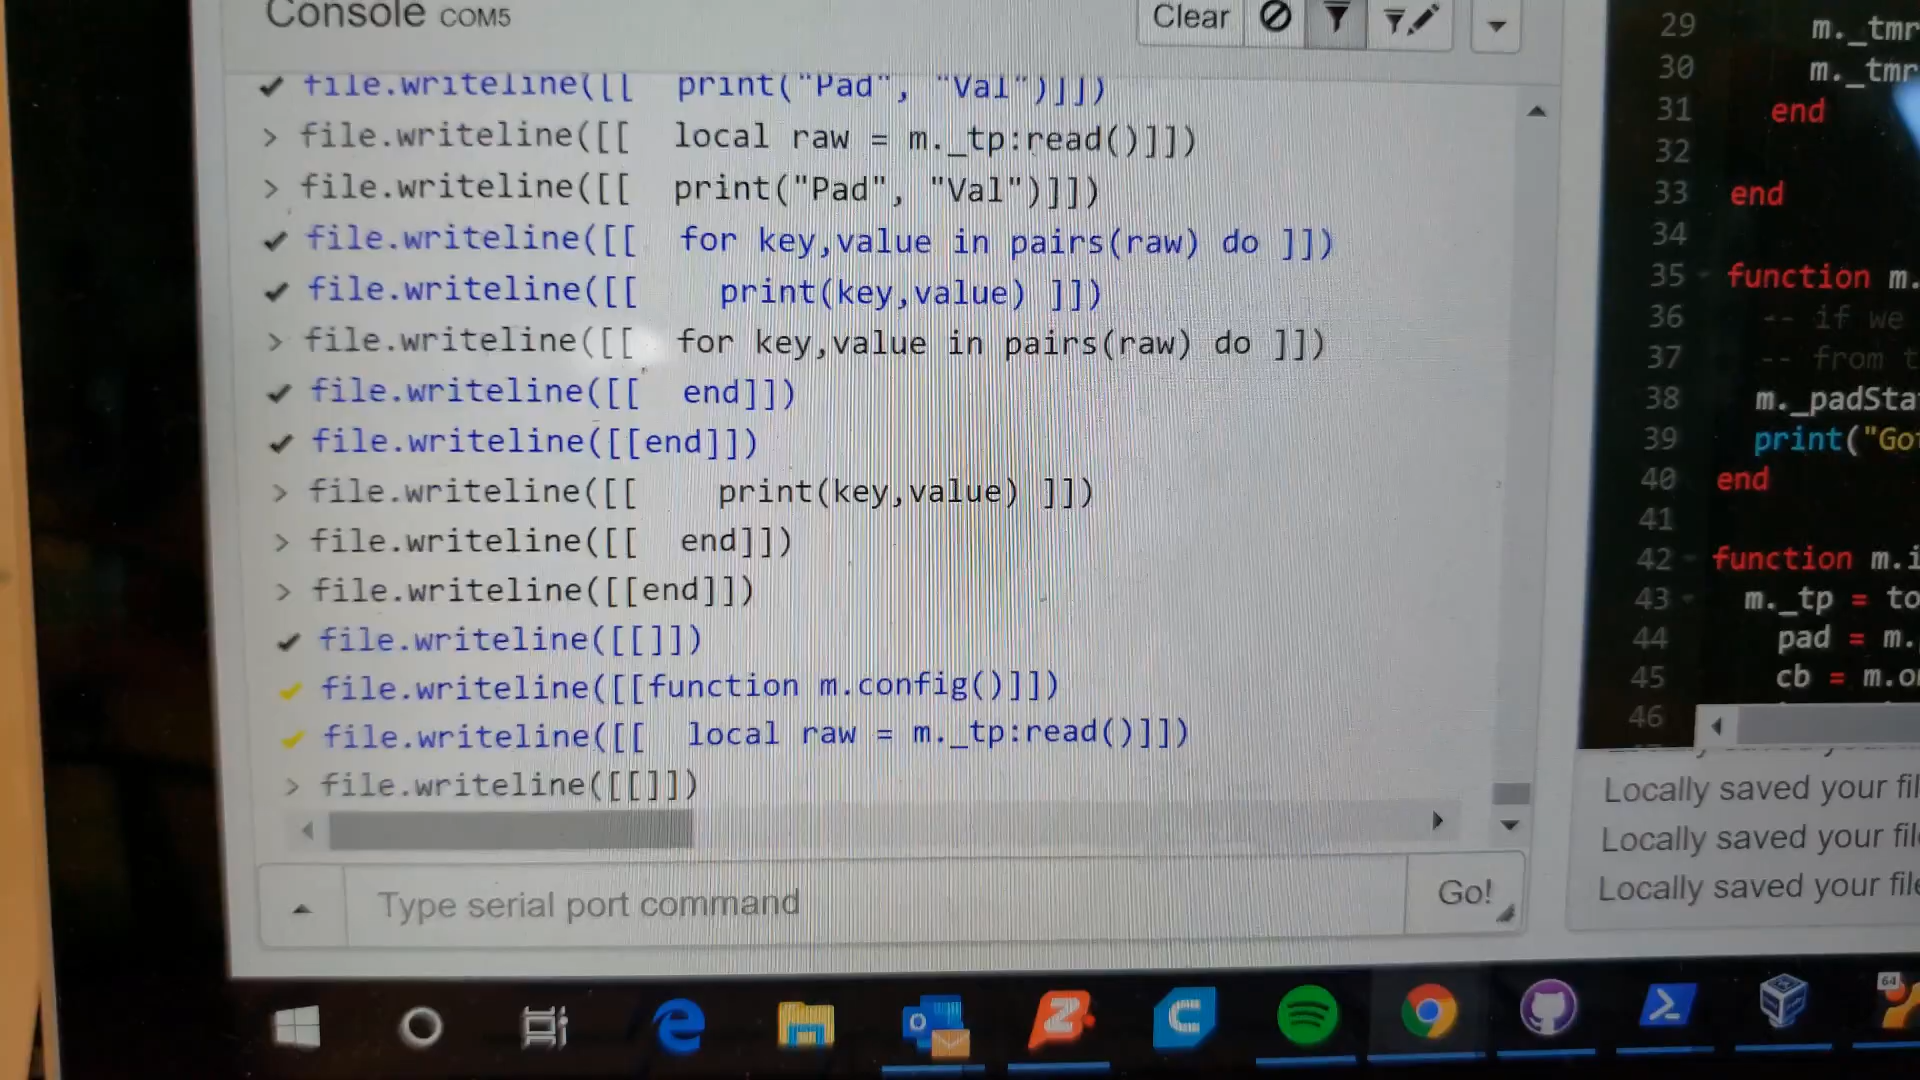 Console COM5
Clear
file.writeline([[  print("Pad", "Val")]])
> file.writeline([[  local raw = m._tp:read()]])
> file.writeline([[  print("Pad", "Val")]])
file.writeline([[  for key,value in pairs(raw) do ]])
file.writeline([[    print(key,value) ]])
> file.writeline([[  for key,value in pairs(raw) do ]])
file.writeline([[  end]])
file.writeline([[end]])
> file.writeline([[    print(key,value) ]])
> file.writeline([[  end]])
> file.writeline([[end]])
file.writeline([[]])
file.writeline([[function m.config()]])
file.writeline([[  local raw = m._tp:read()]])
> file.writeline([[]])
Type serial port command
Go!
29 m._tmr
30 m._tmr
31 end
32
33 end
34
35 function m.
36 -- if we
37 -- from t
38 m._padSta
39 print("Go
40 end
41
42 function m.i
43 m._tp = to
44 pad = m.
45 cb = m.o
46
Locally saved your fil
Locally saved your file
Locally saved your file
64